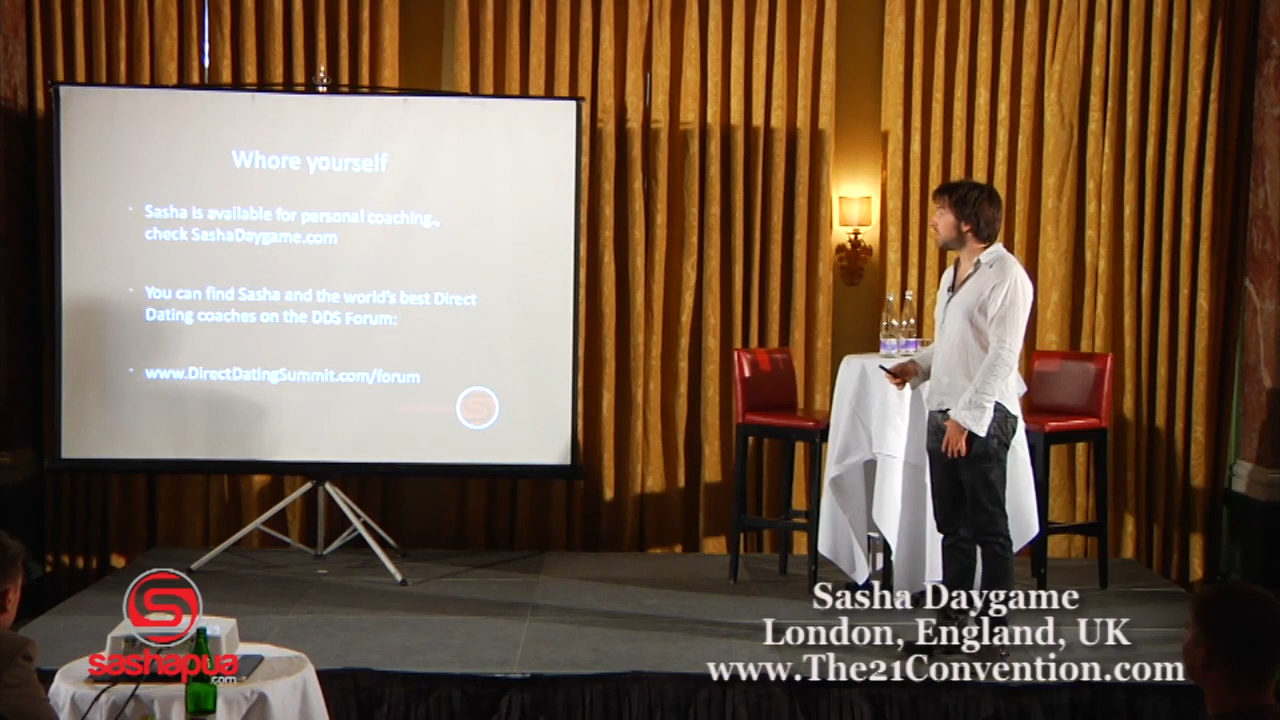 Whore yourself
· Sasha is available for personal coaching.,
check SashaDaygame.com
· You can find Sasha and the world's best Direct
Dating coaches on the DDS Forum:
· www.DirectDatingSummit.com/forum
S
S
sashapua
.com
Sasha Daygame
London, England, UK
www.The21Convention.com